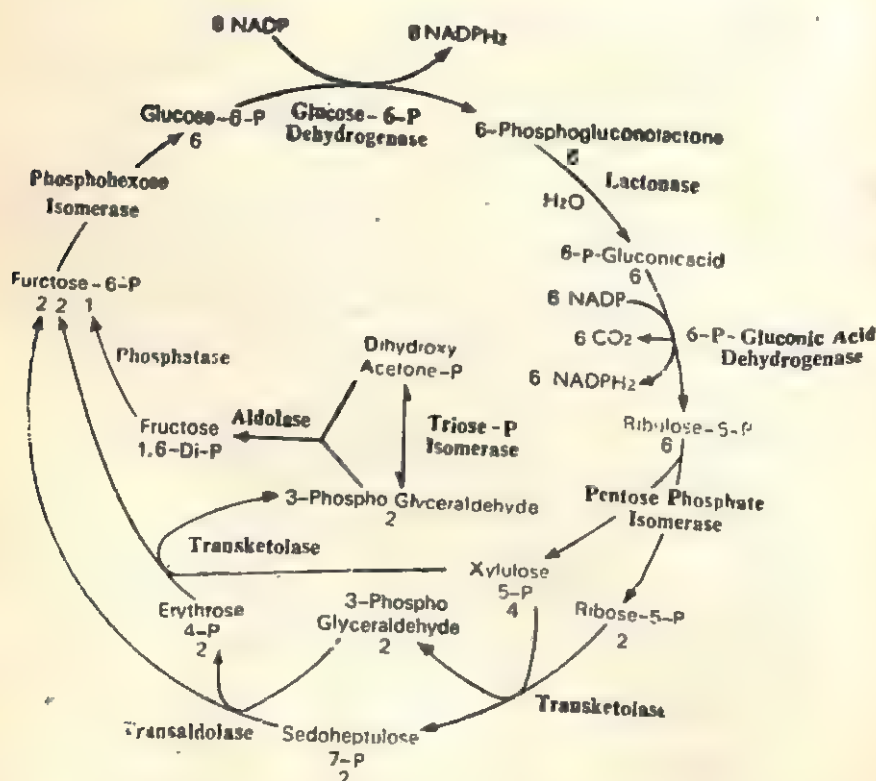 8 NADP
8 NADPH₂
Glucose-6-P
6
Glucose - 6-P
Dehydrogenase
6-Phosphogluconolactone
6
Phosphohexose
Isomerase
Lactonase
H₂O
6-P-Gluconicacid
6
Furctose-6-P
2 2 1
6 NADP
6 CO₂
6 NADPH₂
6-P- Gluconic Acid
Dehydrogenase
Phosphatase
Dihydroxy
Acetone-P
Fructose
1,6-Di-P
Aldolase
Triose-P
Isomerase
Ribulose-5-P
6
3-Phospho Glyceraldehyde
2
Pentose Phosphate
Isomerase
Transketolase
Xylulose
5-P
4
Ribose-5-P
2
Erythrose
4-P
2
3-Phospho
Glyceraldehyde
2
Transketolase
Transaldolase
Sedoheptulose
7-P
2